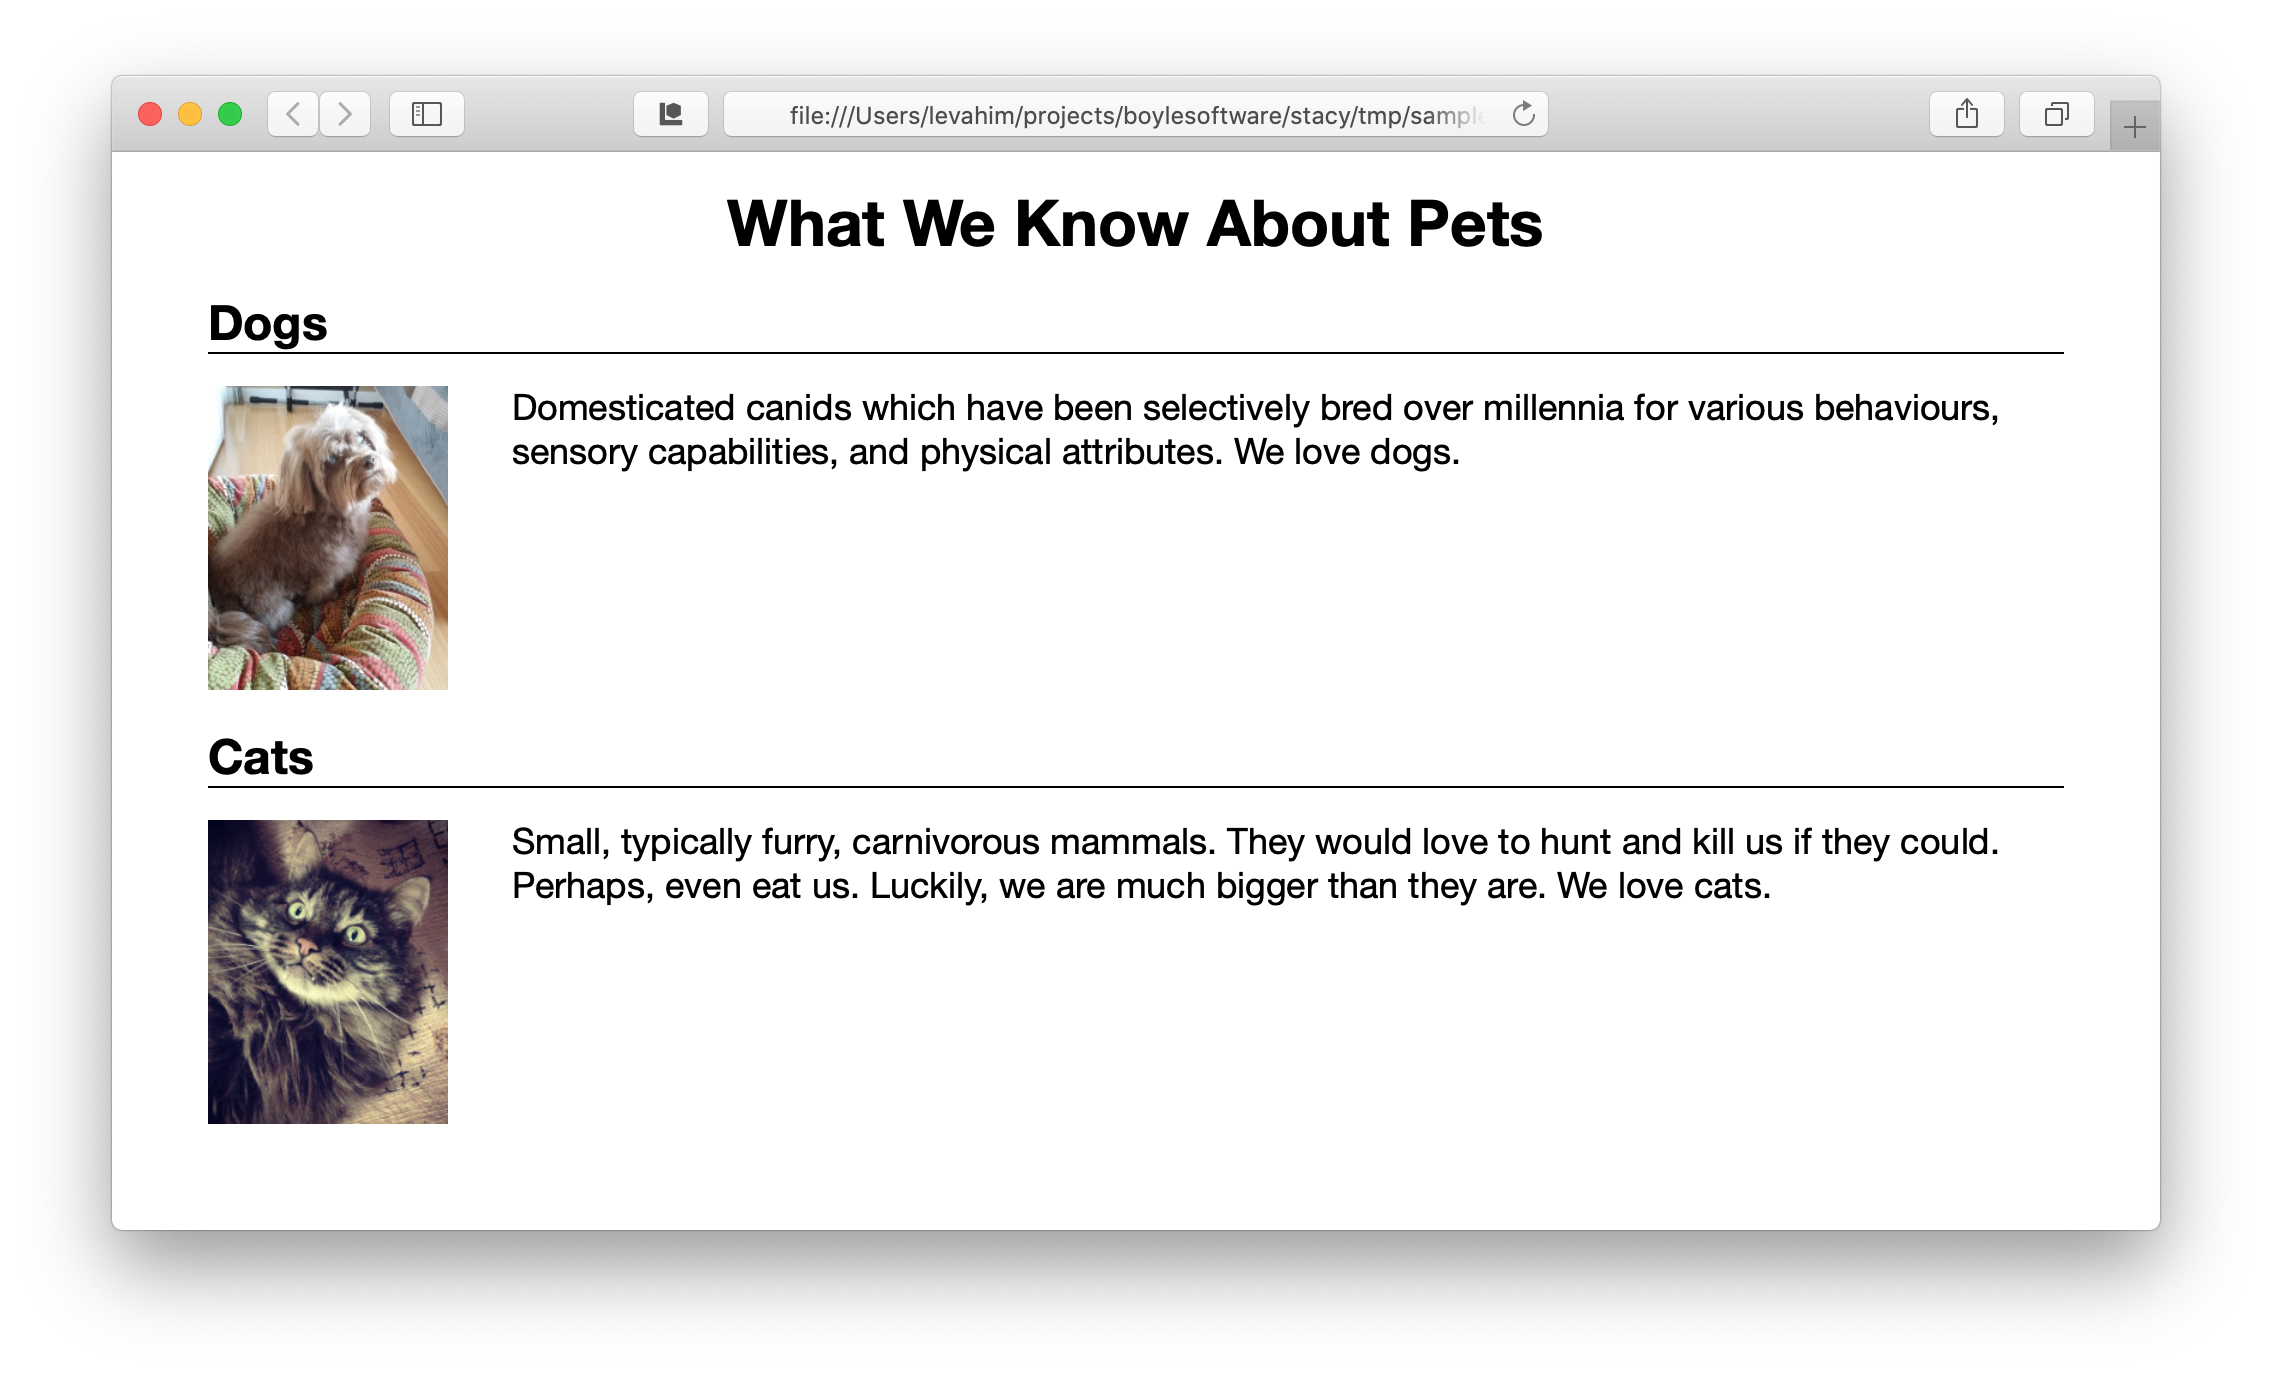 file:///Users/levahim/projects/boylesoftware/stacy/tmp/sample
What We Know About Pets
Dogs
Domesticated canids which have been selectively bred over millennia for various behaviours,
sensory capabilities, and physical attributes. We love dogs.
Cats
Small, typically furry, carnivorous mammals. They would love to hunt and kill us if they could.
Perhaps, even eat us. Luckily, we are much bigger than they are. We love cats.